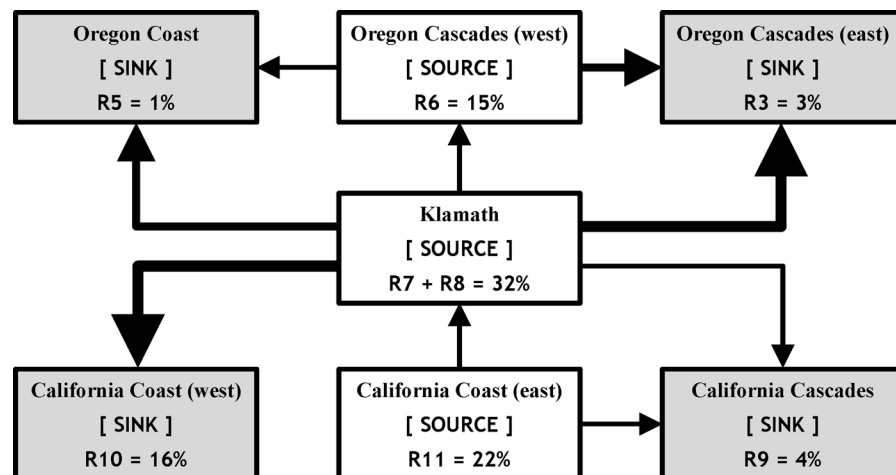 Oregon Coast
[ SINK ]
R5 = 1%
Oregon Cascades (west)
[ SOURCE ]
R6 = 15%
Oregon Cascades (east)
[ SINK ]
R3 = 3%
Klamath
[ SOURCE ]
R7 + R8 = 32%
California Coast (west)
[ SINK ]
R10 = 16%
California Coast (east)
[ SOURCE ]
R11 = 22%
California Cascades
[ SINK ]
R9 = 4%